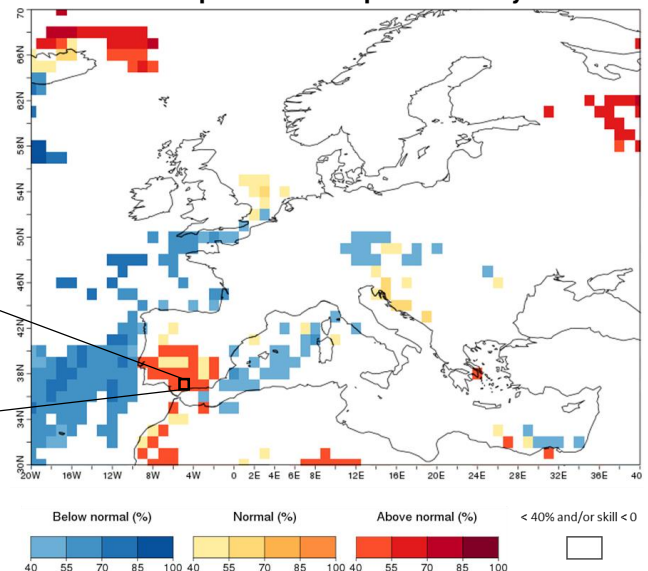 70
66N
62N
58N
54N
50N
46N
42N
38N
34N
30N
20W 16W 12W 8W 4W 0 2E 4E 6E 8E 12E 16E 20E 24E 28E 32E 36E 40
Below normal (%) Normal (%) Above normal (%) < 40% and/or skill < 0
40 55 70 85 100 40 55 70 85 100 40 55 70 85 100